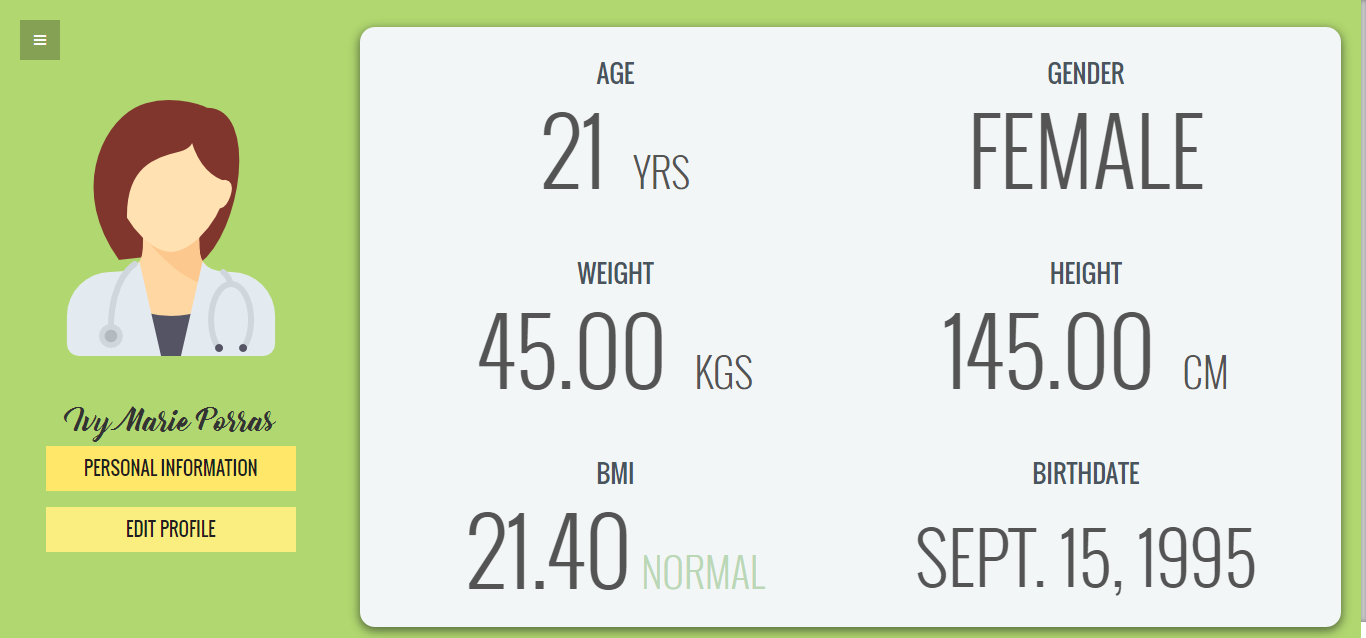 AGE
21 YRS
GENDER
FEMALE
WEIGHT
45.00 KGS
HEIGHT
145.00 CM
BMI
21.40 NORMAL
BIRTHDATE
SEPT. 15, 1995
Ivy Marie Porras
PERSONAL INFORMATION
EDIT PROFILE